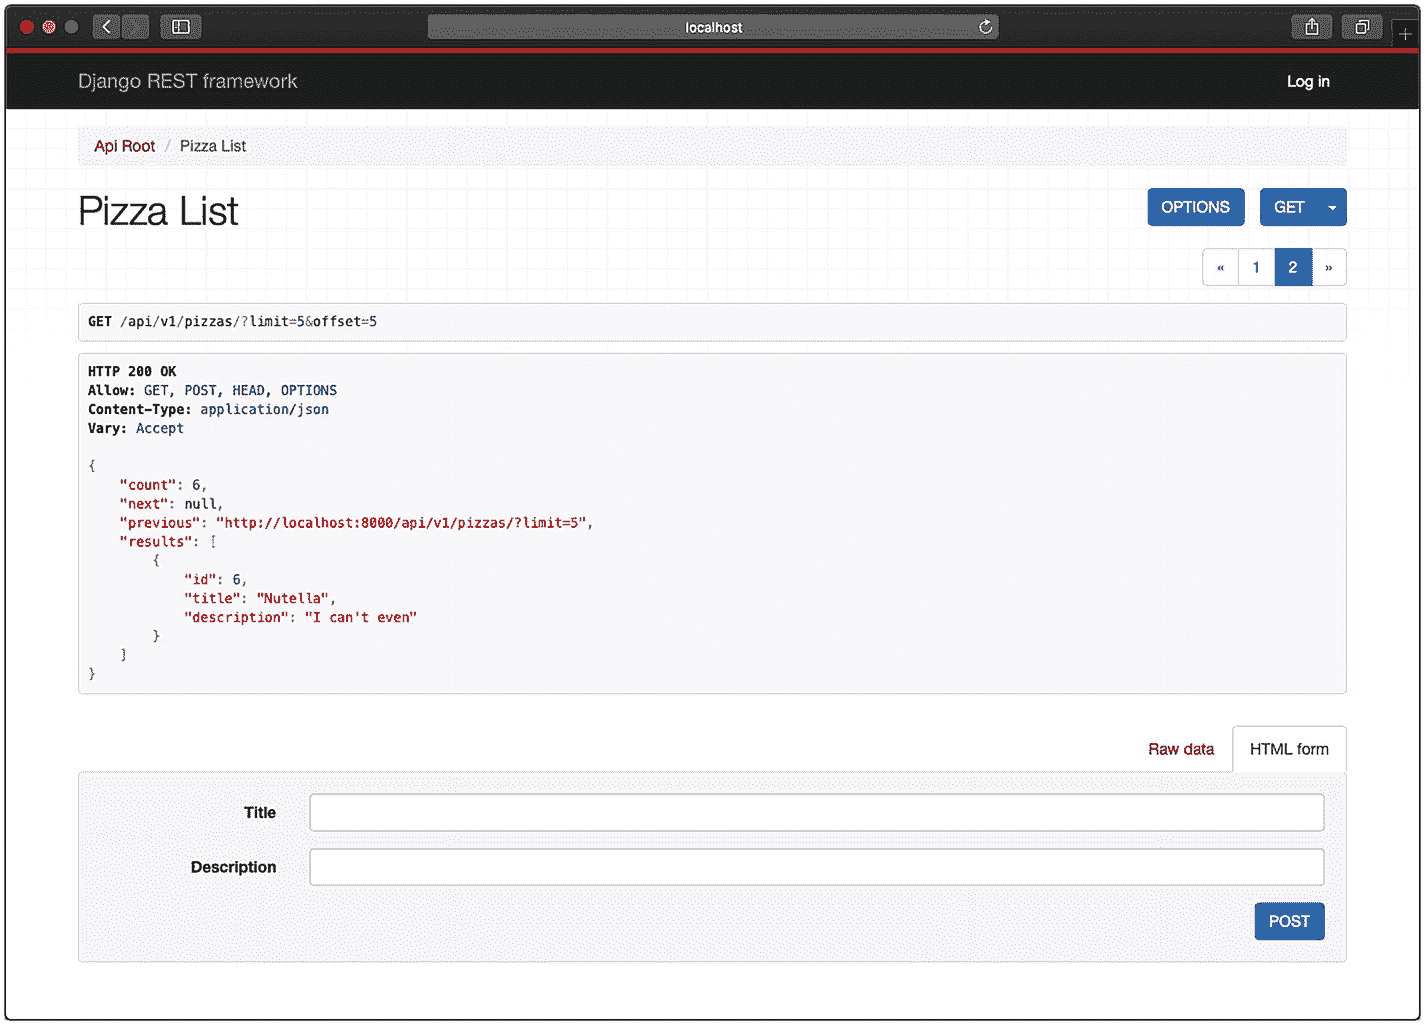 localhost
Django REST framework
Log in
Api Root / Pizza List
Pizza List
OPTIONS
GET
« 1 2 »
GET /api/v1/pizzas/?limit=5&offset=5
HTTP 200 OK
Allow: GET, POST, HEAD, OPTIONS
Content-Type: application/json
Vary: Accept
{
    "count": 6,
    "next": null,
    "previous": "http://localhost:8000/api/v1/pizzas/?limit=5",
    "results": [
        {
            "id": 6,
            "title": "Nutella",
            "description": "I can't even"
        }
    ]
}
Raw data
HTML form
Title
Description
POST